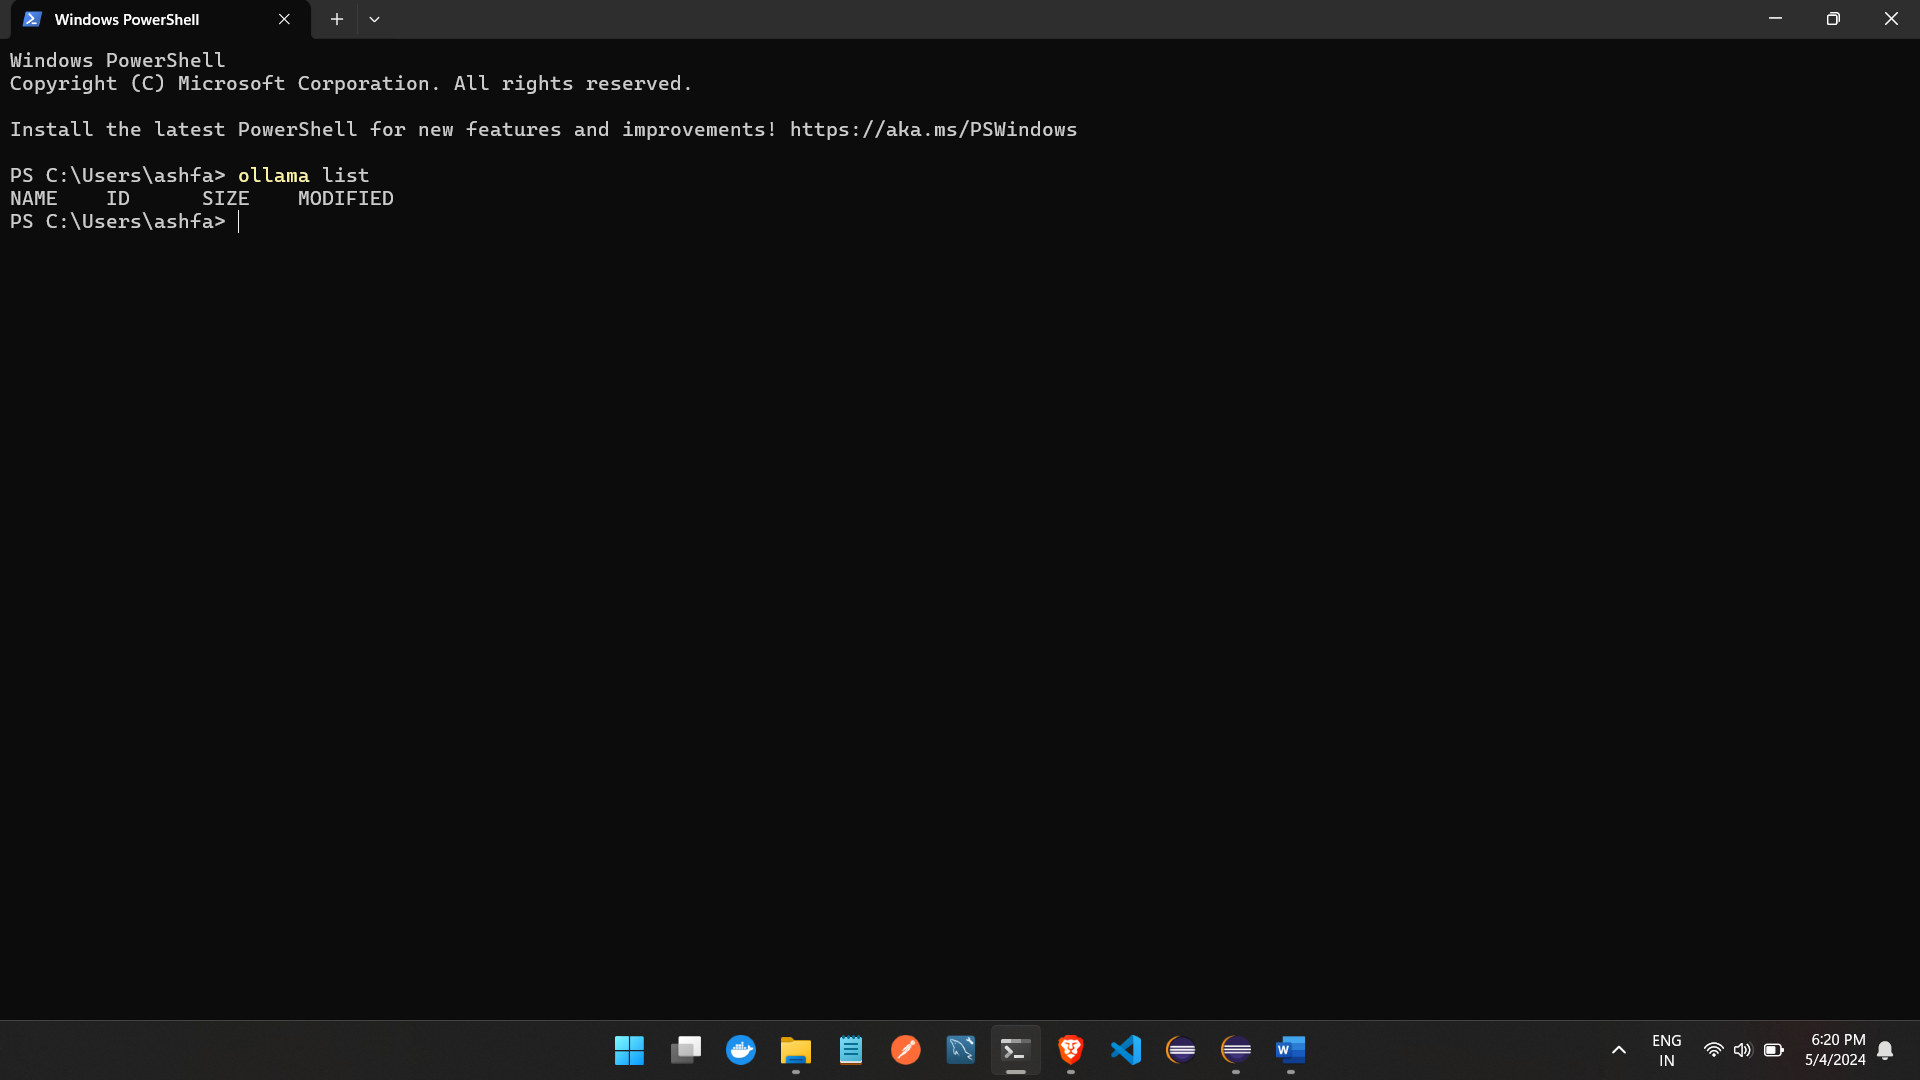 Windows PowerShell
Windows PowerShell
Copyright (C) Microsoft Corporation. All rights reserved.
Install the latest PowerShell for new features and improvements! https://aka.ms/PSWindows
PS C:\Users\ashfa> ollama list
NAME    ID      SIZE    MODIFIED
PS C:\Users\ashfa>
W
ENG
IN
6:20 PM
5/4/2024